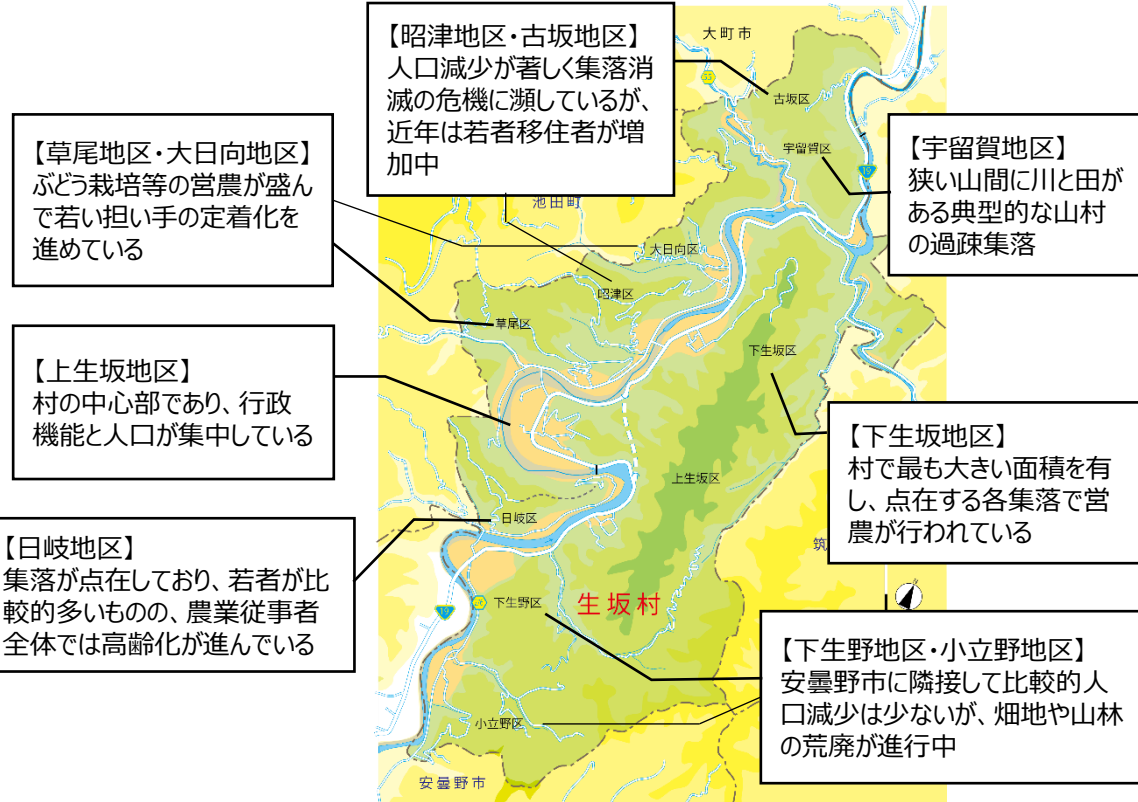 【昭津地区・古坂地区】
人口減少が著しく集落消
滅の危機に瀕しているが、
近年は若者移住者が増
加中
【草尾地区・大日向地区】
ぶどう栽培等の営農が盛ん
で若い担い手の定着化を
進めている
【宇留賀地区】
狭い山間に川と田が
ある典型的な山村
の過疎集落
【上生坂地区】
村の中心部であり、行政
機能と人口が集中している
【下生坂地区】
村で最も大きい面積を有
し、点在する各集落で営
農が行われている
【日岐地区】
集落が点在しており、若者が比
較的多いものの、農業従事者
全体では高齢化が進んでいる
【下生野地区・小立野地区】
安曇野市に隣接して比較的人
口減少は少ないが、畑地や山林
の荒廃が進行中
大町市
55
古坂区
宇留賀区
19
池田町
大日向区
昭津区
草尾区
下生坂区
上生坂区
日岐区
筑
下生野区
生坂村
19
小立野区
安曇野市